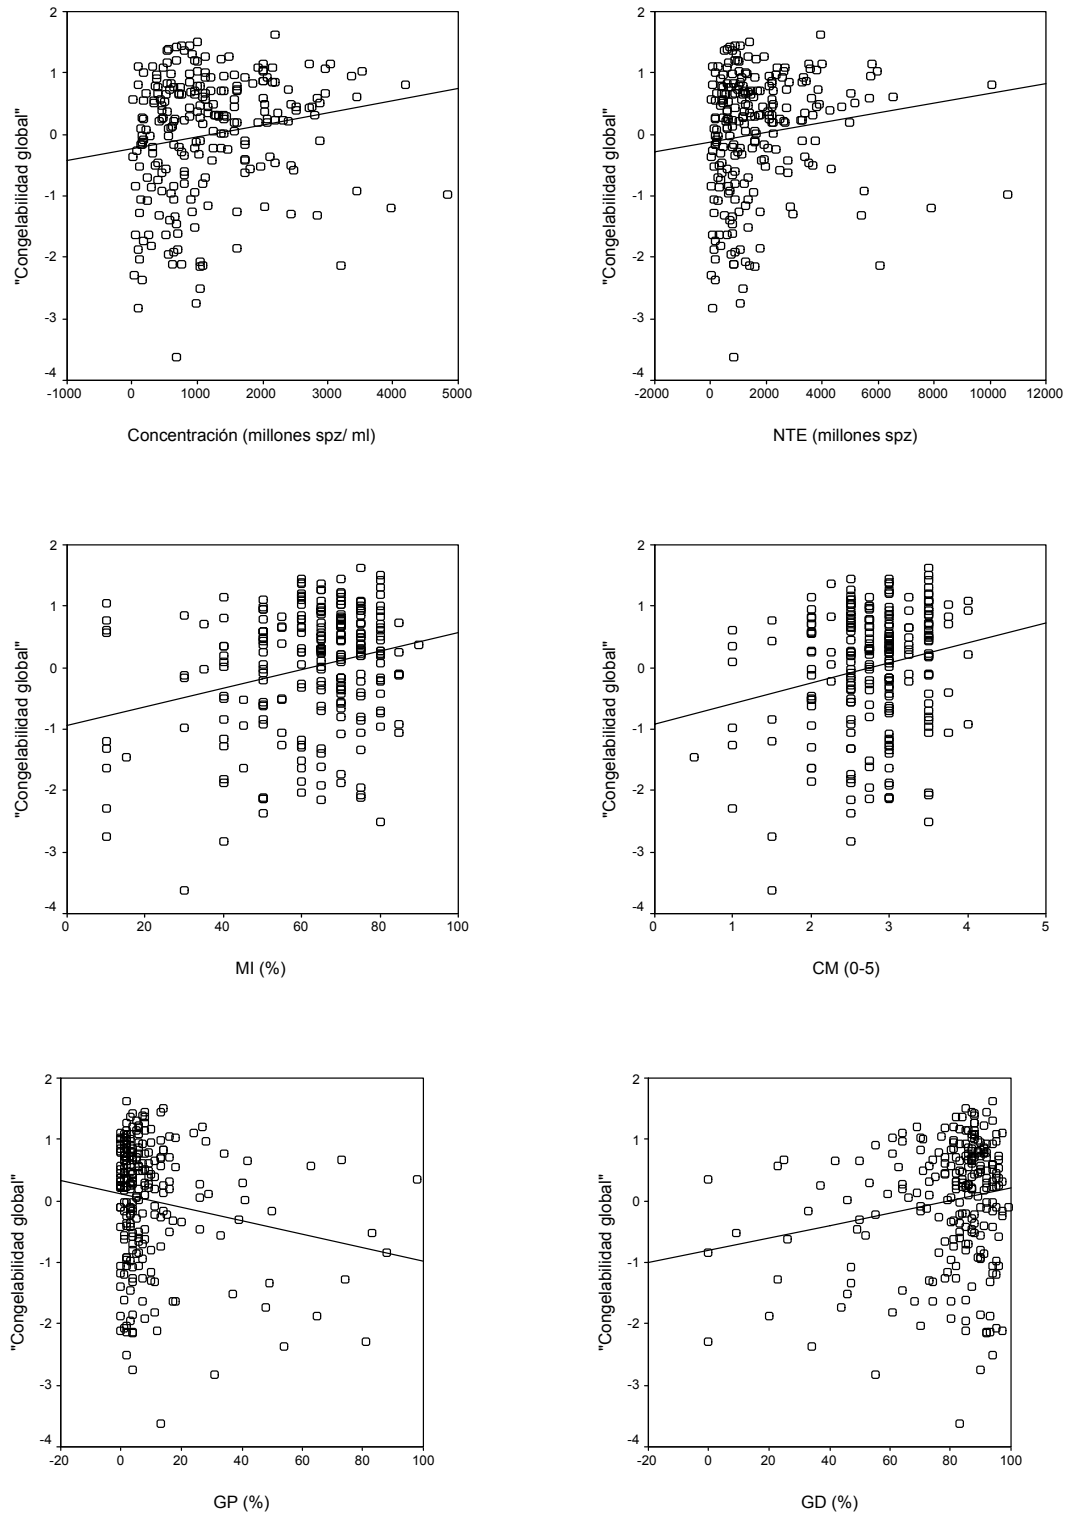 2
1
0
-1
-2
-3
-4
"Congelabilidad global"
-1000 0 1000 2000 3000 4000 5000
Concentración (millones spz/ ml)
2
1
0
-1
-2
-3
-4
"Congelabilidad global"
-2000 0 2000 4000 6000 8000 10000 12000
NTE (millones spz)
2
1
0
-1
-2
-3
-4
"Congelabilidad global"
0 20 40 60 80 100
MI (%)
2
1
0
-1
-2
-3
-4
"Congelabilidad global"
0 1 2 3 4 5
CM (0-5)
2
1
0
-1
-2
-3
-4
"Congelabilidad global"
-20 0 20 40 60 80 100
GP (%)
2
1
0
-1
-2
-3
-4
"Congelabilidad global"
-20 0 20 40 60 80 100
GD (%)